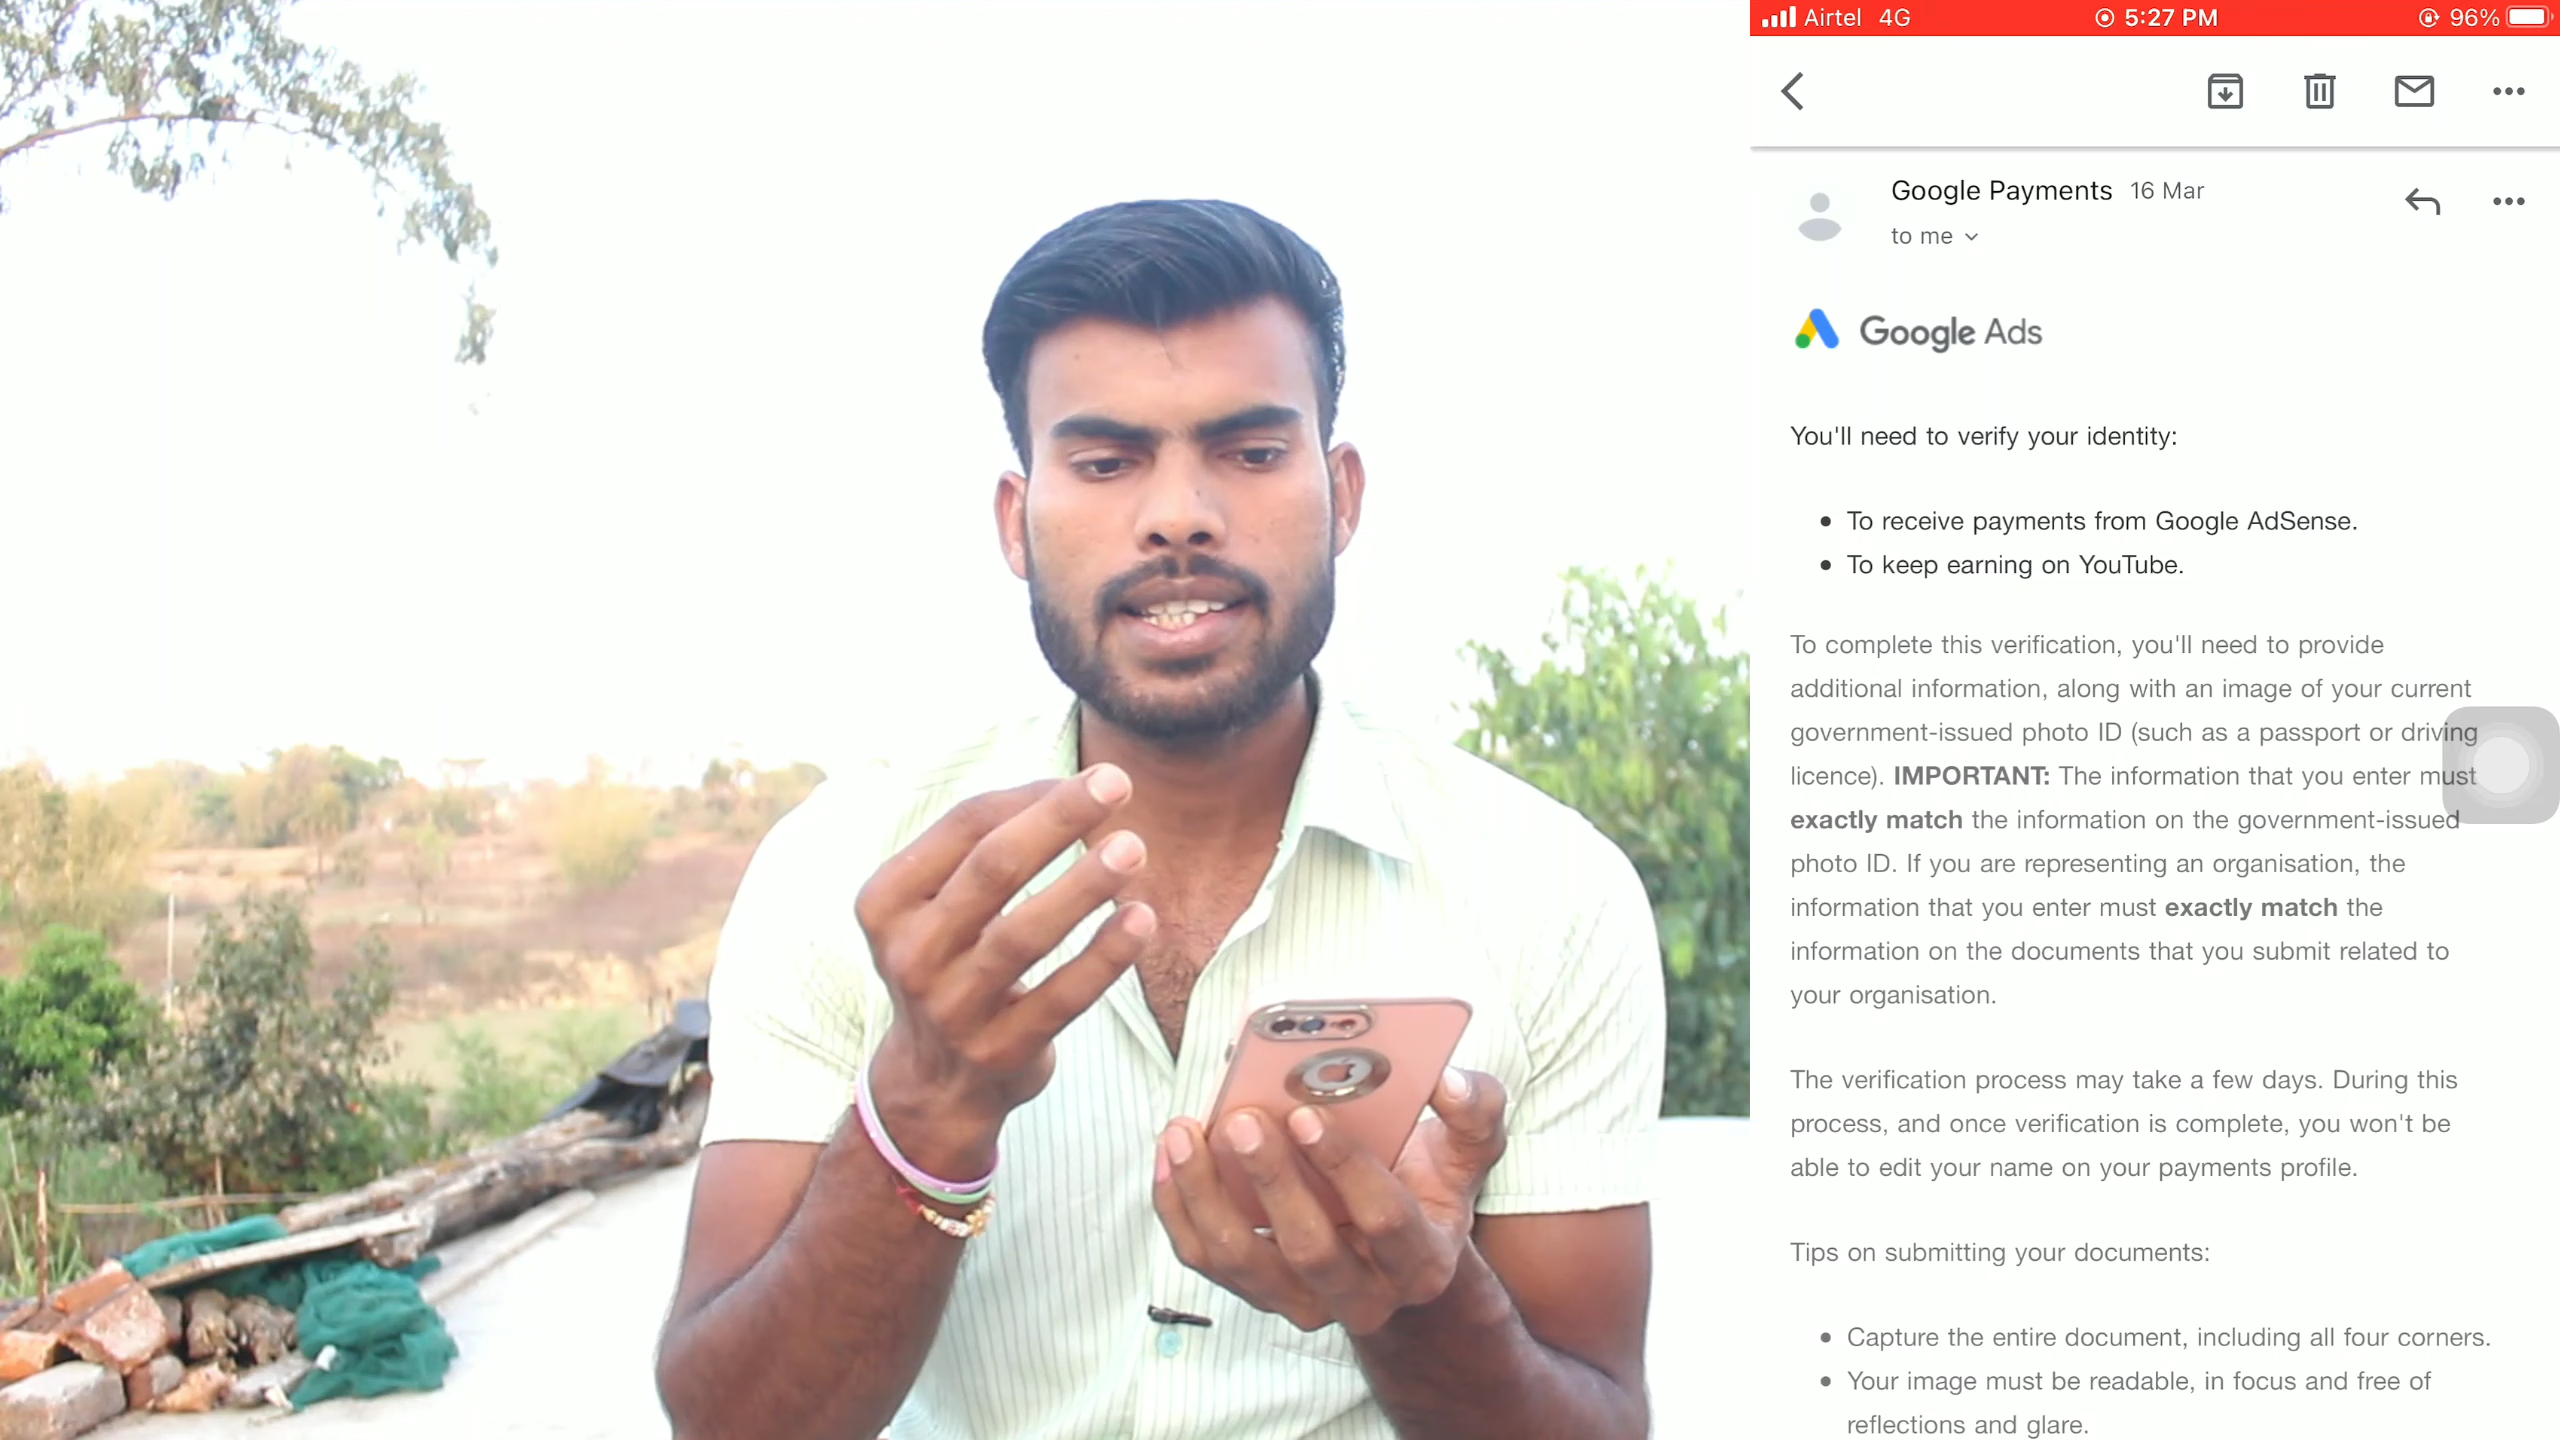 Airtel 4G 5:27 PM 96%
Google Payments 16 Mar
to me
Google Ads
You'll need to verify your identity:
• To receive payments from Google AdSense.
• To keep earning on YouTube.
To complete this verification, you'll need to provide
additional information, along with an image of your current
government-issued photo ID (such as a passport or driving
licence). IMPORTANT: The information that you enter must
exactly match the information on the government-issued
photo ID. If you are representing an organisation, the
information that you enter must exactly match the
information on the documents that you submit related to
your organisation.
The verification process may take a few days. During this
process, and once verification is complete, you won't be
able to edit your name on your payments profile.
Tips on submitting your documents:
• Capture the entire document, including all four corners.
• Your image must be readable, in focus and free of
reflections and glare.